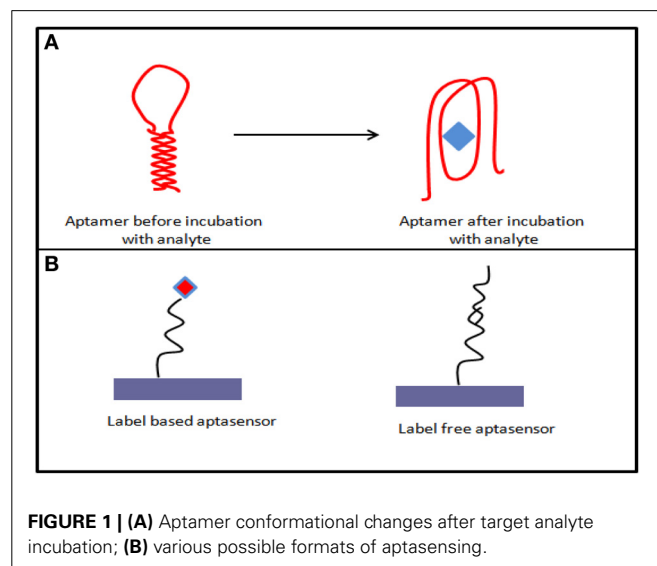 A
Aptamer before incubation
with analyte
Aptamer after incubation
with analyte
B
Label based aptasensor
Label free aptasensor
FIGURE 1 | (A) Aptamer conformational changes after target analyte
incubation; (B) various possible formats of aptasensing.